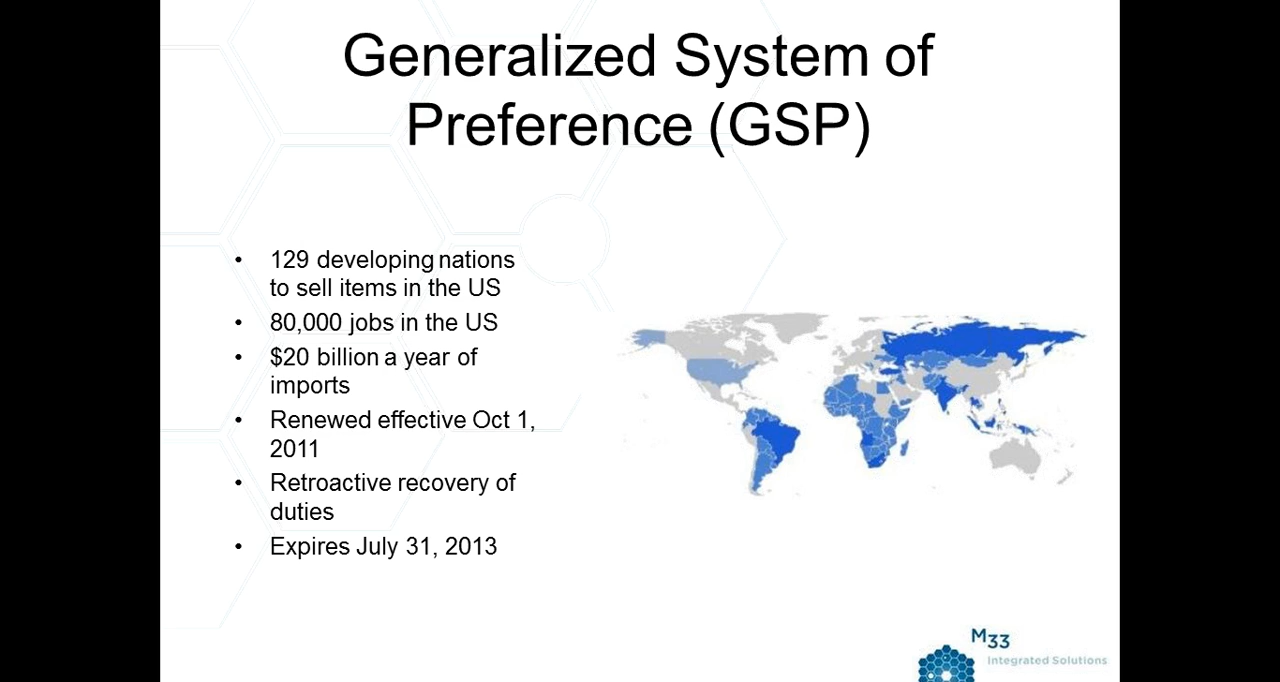 Generalized System of
Preference (GSP)
• 129 developing nations
to sell items in the US
• 80,000 jobs in the US
• $20 billion a year of
imports
• Renewed effective Oct 1,
2011
• Retroactive recovery of
duties
• Expires July 31, 2013
M33
Integrated Solutions